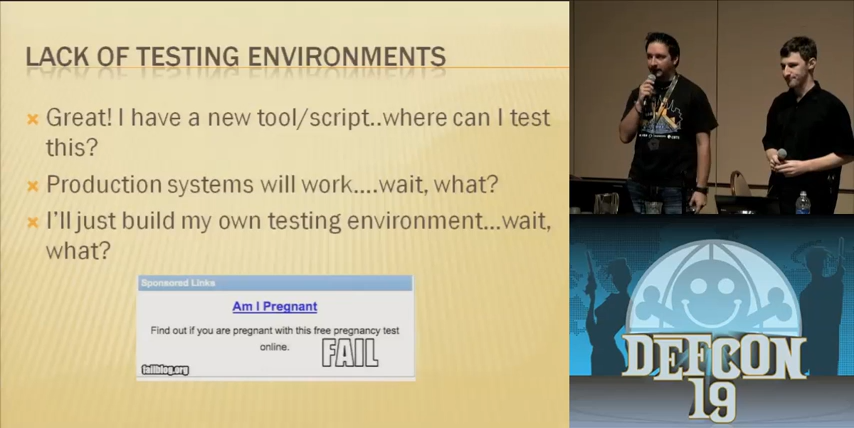 LACK OF TESTING ENVIRONMENTS
Great! I have a new tool/script..where can I test
this?
Production systems will work....wait, what?
I'll just build my own testing environment...wait,
what?
Sponsored Links
Am I Pregnant
Find out if you are pregnant with this free pregnancy test
online.
FAIL
failblog.org
DEFCON
19